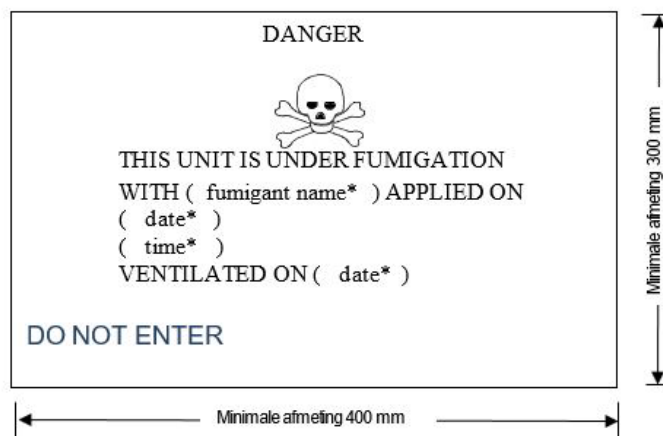 DANGER
THIS UNIT IS UNDER FUMIGATION
WITH ( fumigant name* ) APPLIED ON
( date* )
( time* )
VENTILATED ON ( date* )
DO NOT ENTER
Minimale afmeting 300 mm
Minimale afmeting 400 mm